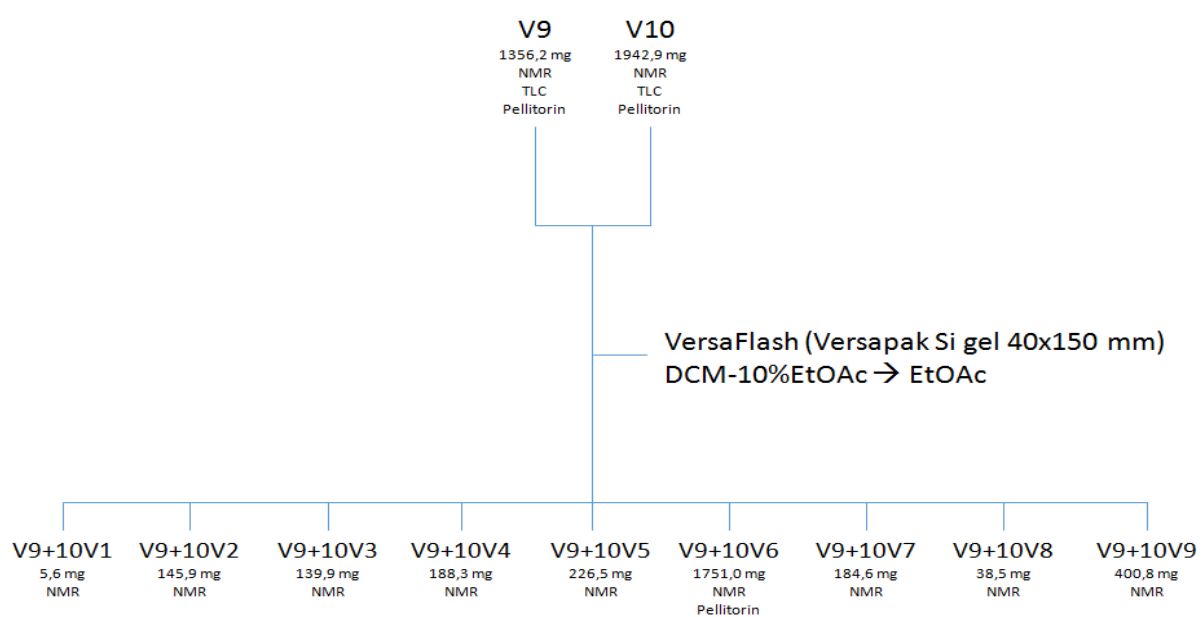 V9 V10
1356,2 mg 1942,9 mg
NMR NMR
TLC TLC
Pellitorin Pellitorin
VersaFlash (Versapak Si gel 40x150 mm)
DCM-10%EtOAc → EtOAc
V9+10V1 V9+10V2 V9+10V3 V9+10V4 V9+10V5 V9+10V6 V9+10V7 V9+10V8 V9+10V9
5,6 mg 145,9 mg 139,9 mg 188,3 mg 226,5 mg 1751,0 mg 184,6 mg 38,5 mg 400,8 mg
NMR NMR NMR NMR NMR NMR NMR NMR NMR
Pellitorin